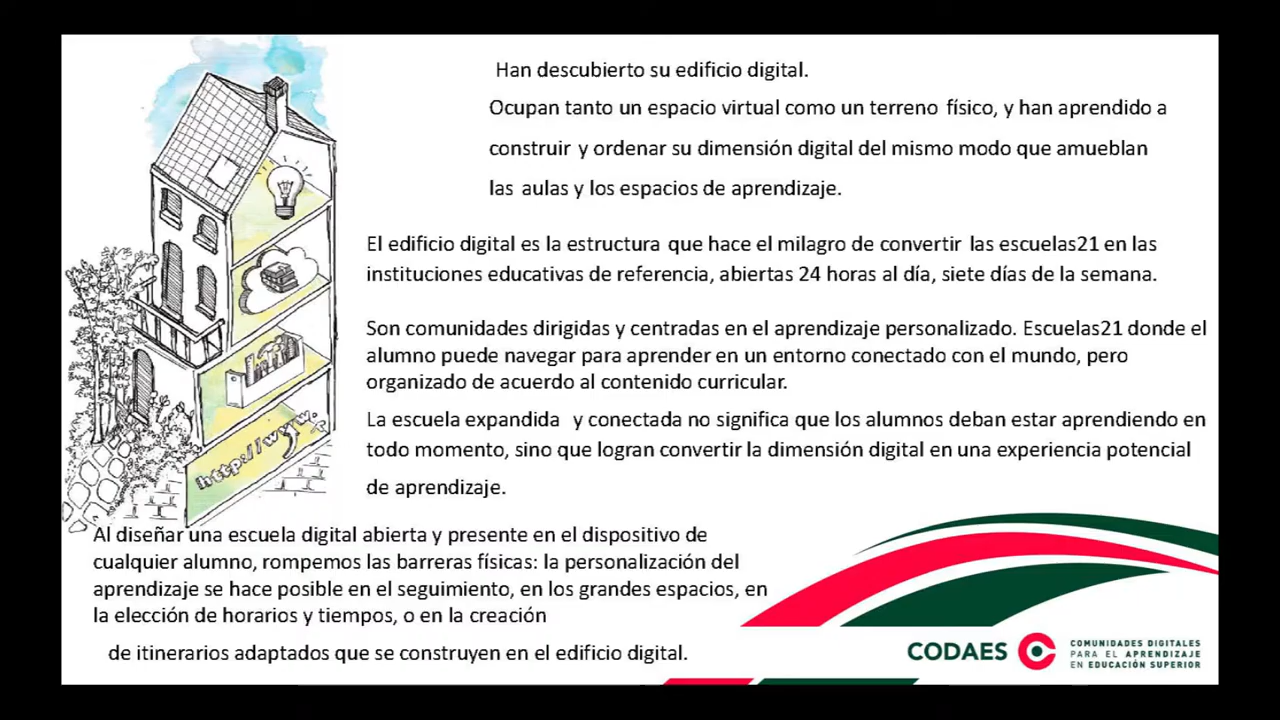 Han descubierto su edificio digital.
Ocupan tanto un espacio virtual como un terreno físico, y han aprendido a
construir y ordenar su dimensión digital del mismo modo que amueblan
las aulas y los espacios de aprendizaje.
El edificio digital es la estructura que hace el milagro de convertir las escuelas21 en las
instituciones educativas de referencia, abiertas 24 horas al día, siete días de la semana.
Son comunidades dirigidas y centradas en el aprendizaje personalizado. Escuelas21 donde el
alumno puede navegar para aprender en un entorno conectado con el mundo, pero
organizado de acuerdo al contenido curricular.
La escuela expandida y conectada no significa que los alumnos deban estar aprendiendo en
todo momento, sino que logran convertir la dimensión digital en una experiencia potencial
de aprendizaje.
http://www.
Al diseñar una escuela digital abierta y presente en el dispositivo de
cualquier alumno, rompemos las barreras físicas: la personalización del
aprendizaje se hace posible en el seguimiento, en los grandes espacios, en
la elección de horarios y tiempos, o en la creación
de itinerarios adaptados que se construyen en el edificio digital.
CODAES
COMUNIDADES DIGITALES
PARA EL APRENDIZAJE
EN EDUCACIÓN SUPERIOR